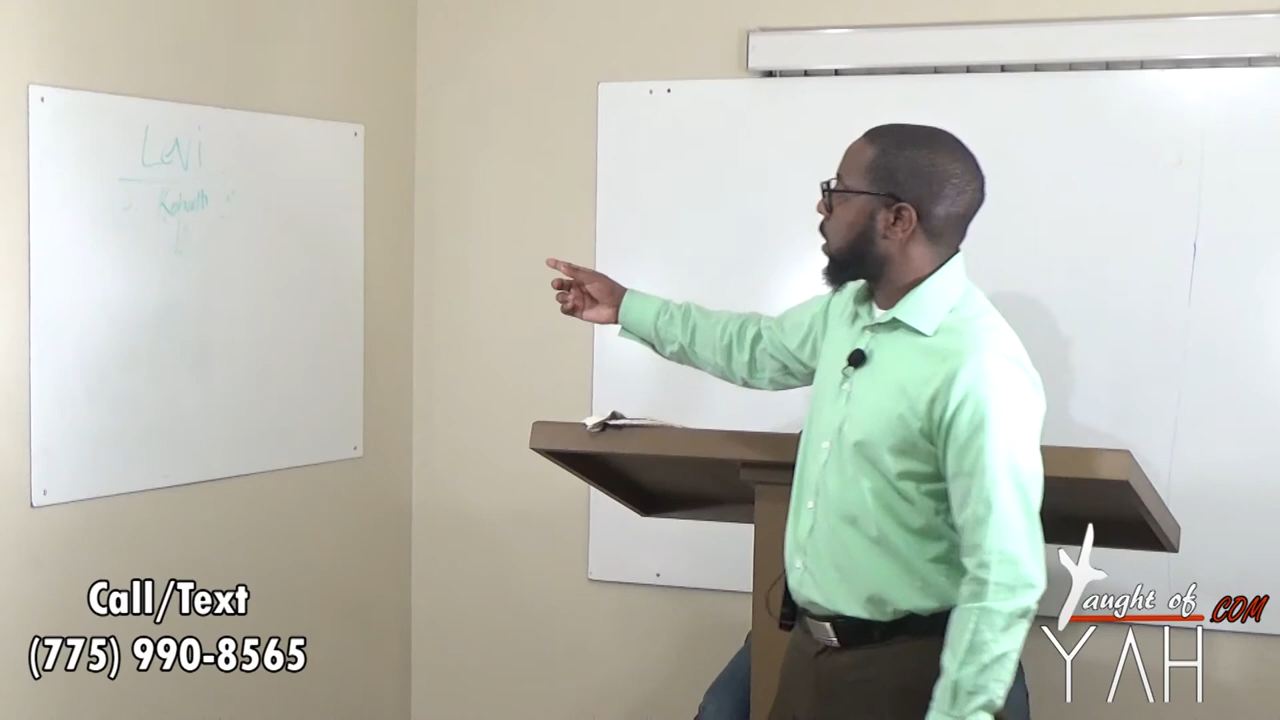 Levi
Kohath
Call/Text
(775) 990-8565
Taught of .COM
YAH